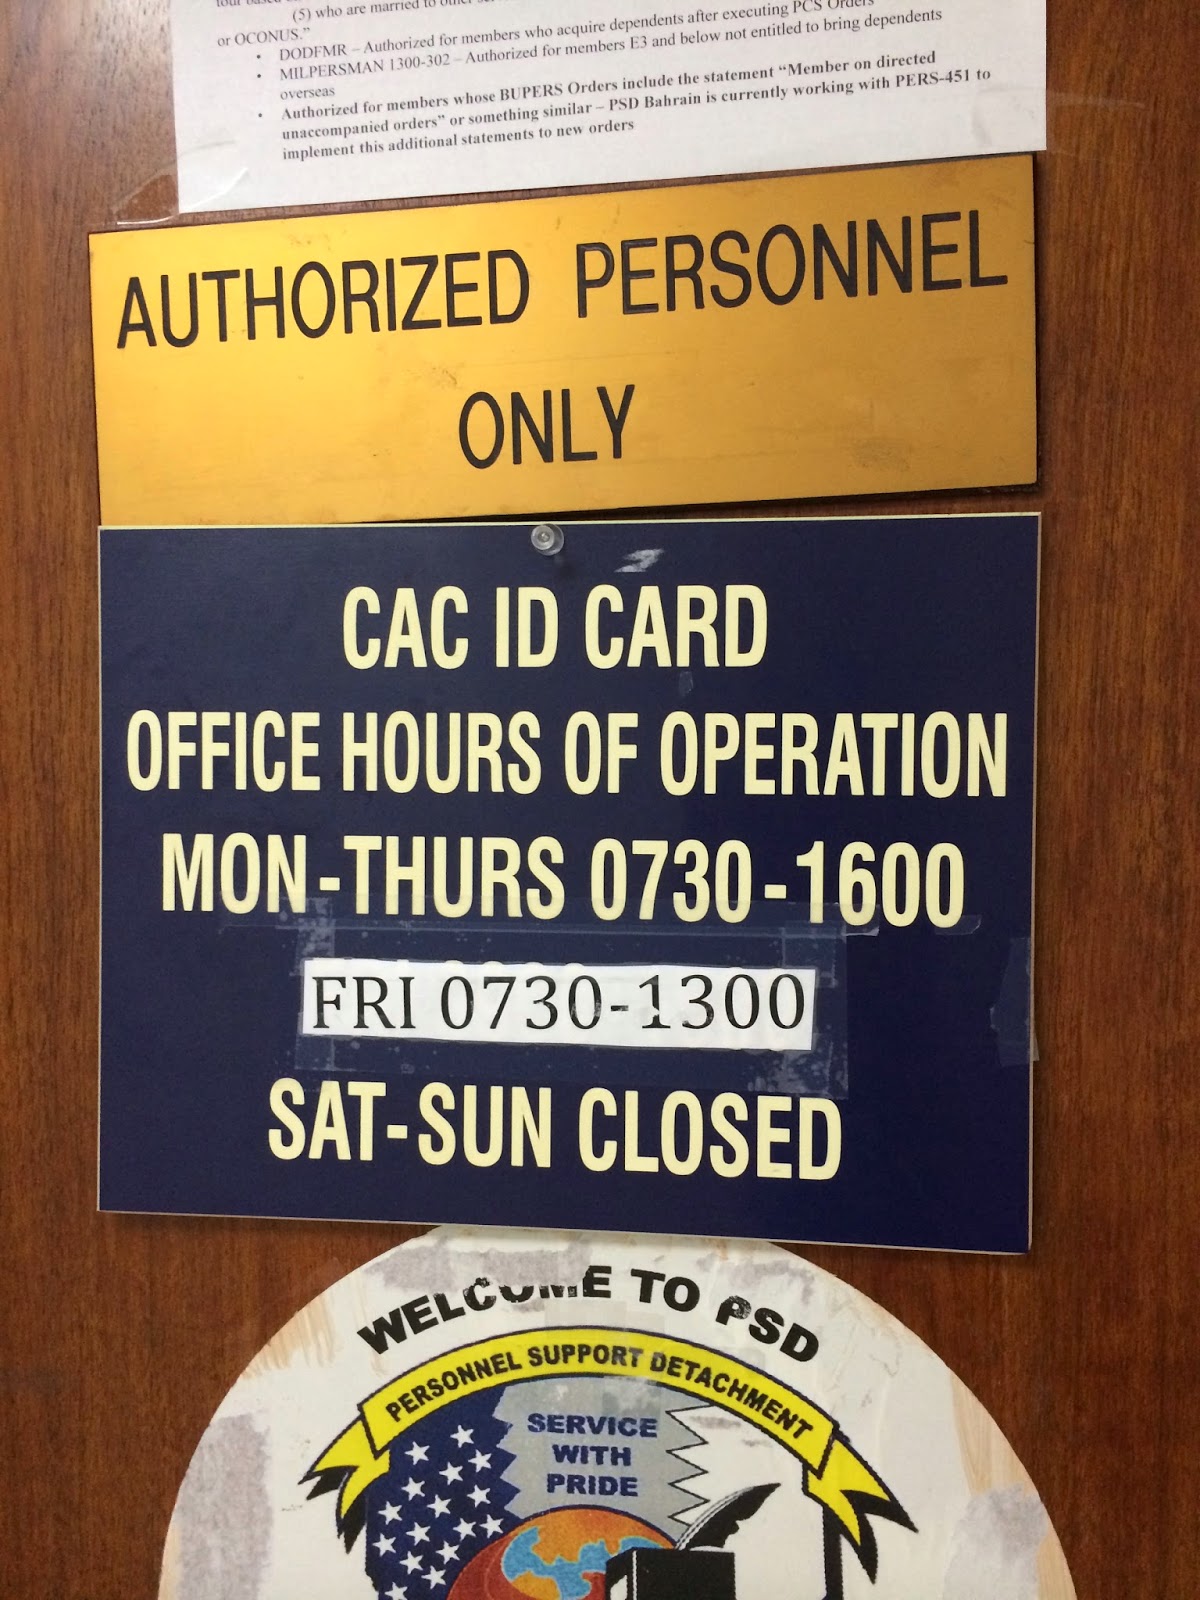 (5) who are married to
or OCONUS."
• DODFMR – Authorized for members who acquire dependents after executing PCS Orders
• MILPERSMAN 1300-302 – Authorized for members E3 and below not entitled to bring dependents
overseas
• Authorized for members whose BUPERS Orders include the statement "Member on directed
unaccompanied orders" or something similar – PSD Bahrain is currently working with PERS-451 to
implement this additional statements to new orders
AUTHORIZED PERSONNEL
ONLY
CAC ID CARD
OFFICE HOURS OF OPERATION
MON-THURS 0730-1600
FRI 0730-1300
SAT-SUN CLOSED
WELCOME TO PSD
PERSONNEL SUPPORT DETACHMENT
SERVICE
WITH
PRIDE